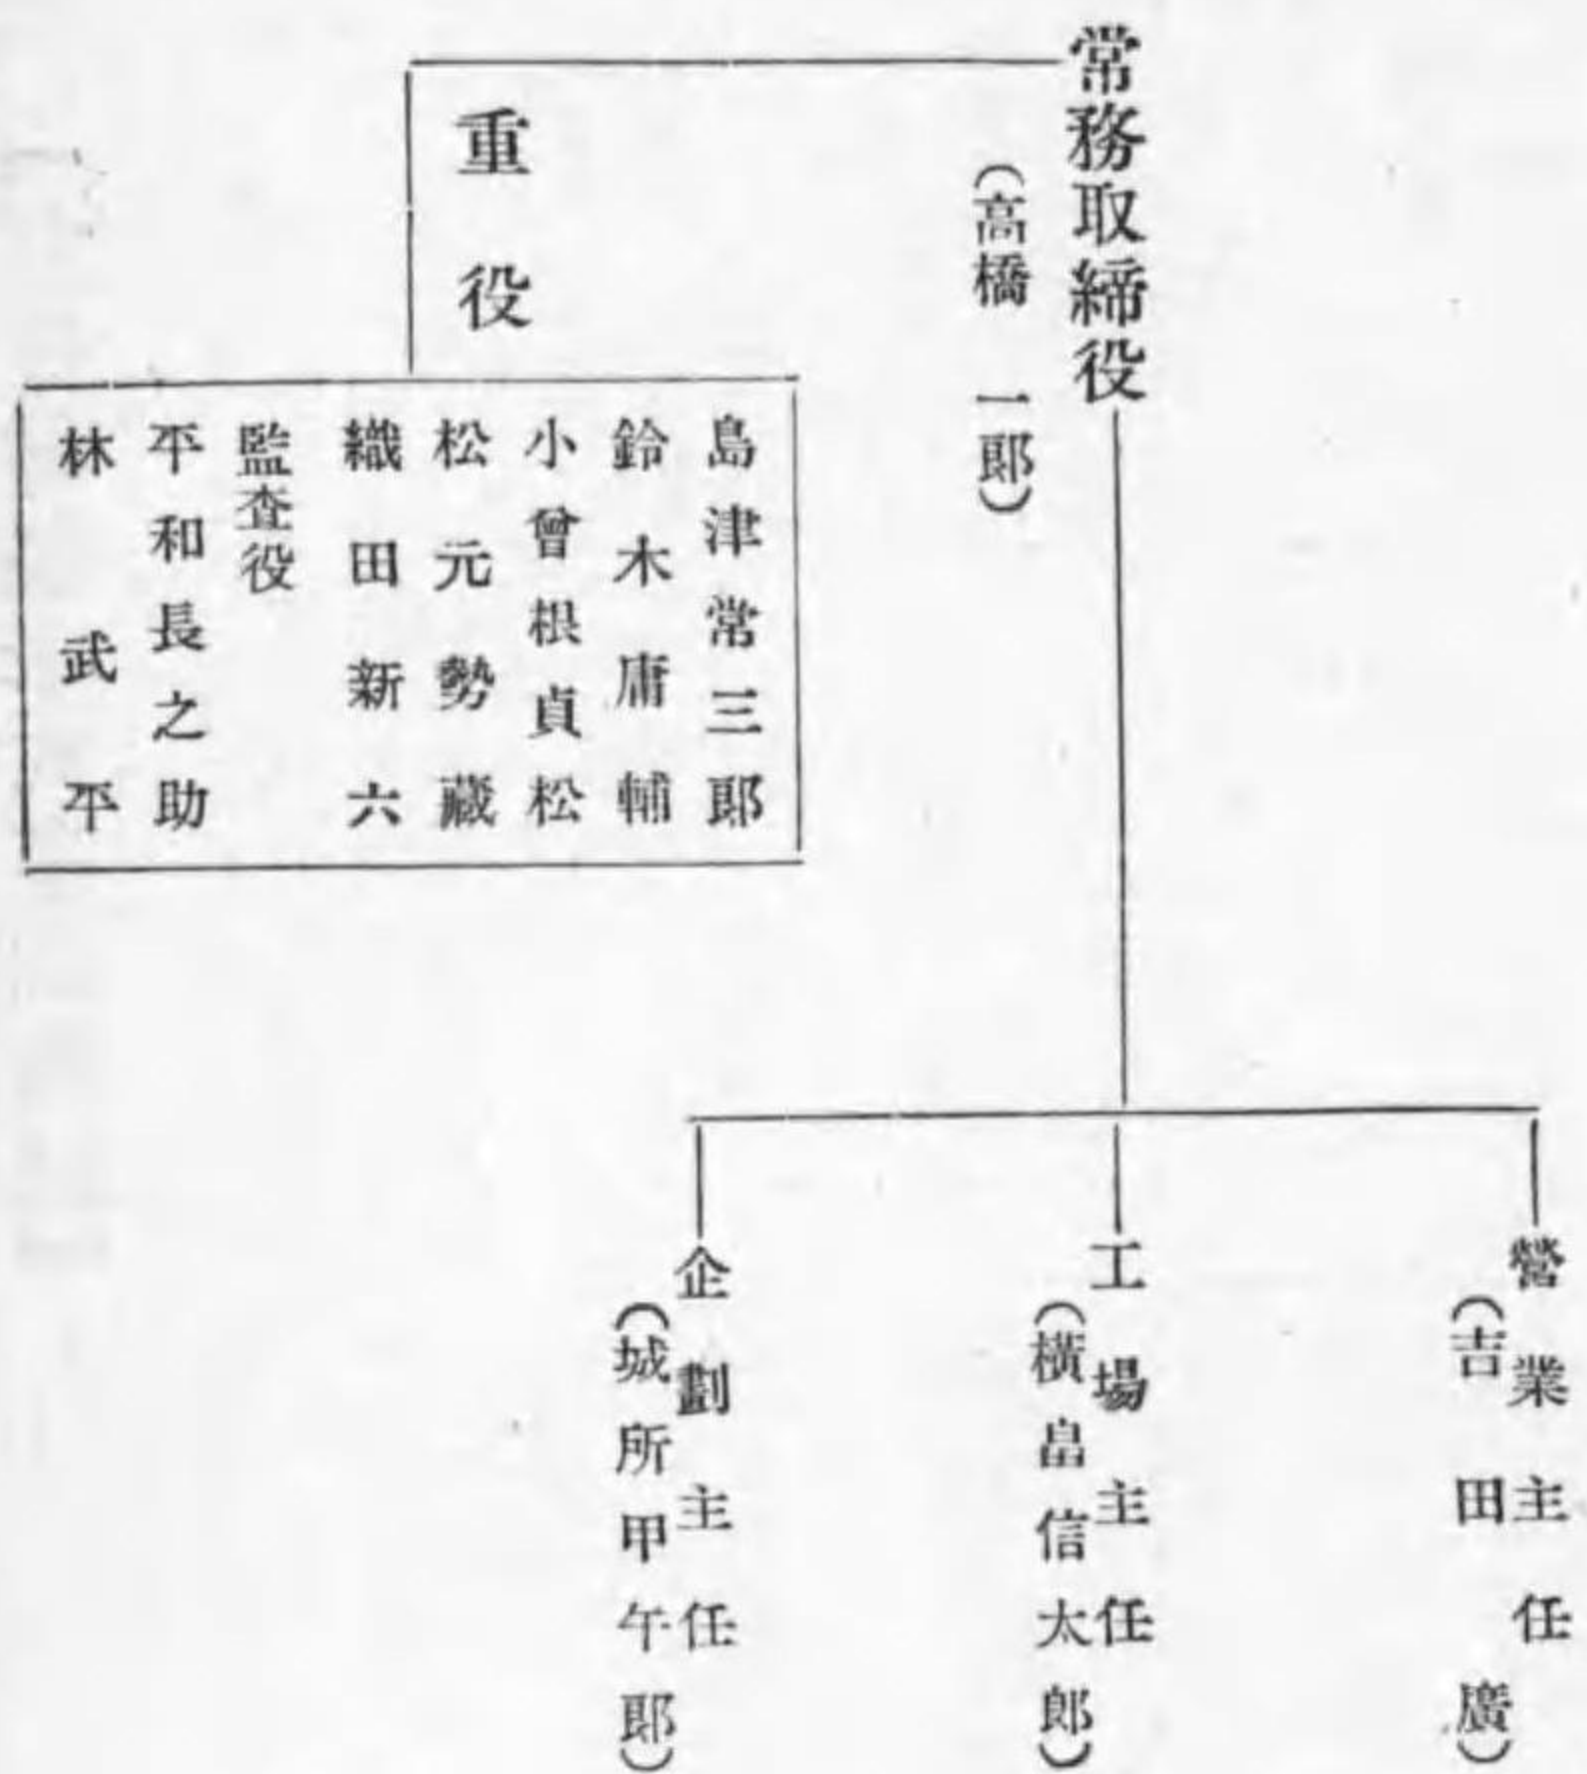 常務取締役
(高橋一郎)
重役
島津常三郎
鈴木庸輔
小曾根貞松
松元勢藏
織田新六
監査役
平和長之助
林武平
營業主任
(吉田廣)
工場主任
(橫畠信太郎)
企劃主任
(城所甲午郎)